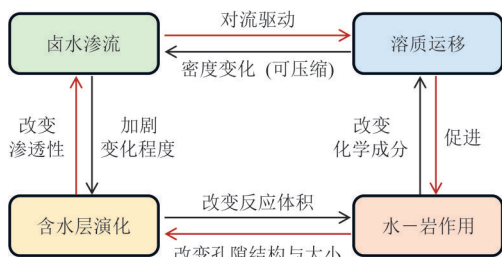 卤水渗流
对流驱动
溶质运移
密度变化 (可压缩)
改变
渗透性
加剧
变化程度
改变
化学成分
促进
含水层演化
改变反应体积
水－岩作用
改变孔隙结构与大小